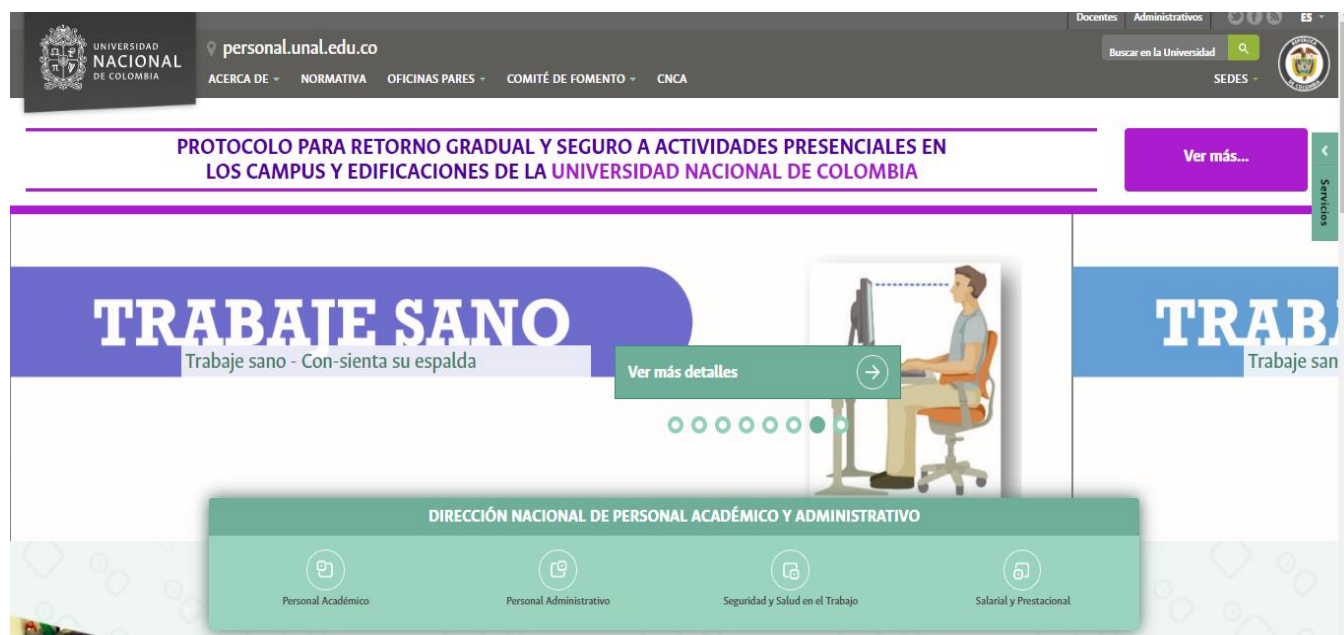 Docentes Administrativos ES
UNIVERSIDAD
NACIONAL
DE COLOMBIA
personal.unal.edu.co
Buscar en la Universidad
ACERCA DE NORMATIVA OFICINAS PARES COMITÉ DE FOMENTO CNCA
SEDES
PROTOCOLO PARA RETORNO GRADUAL Y SEGURO A ACTIVIDADES PRESENCIALES EN
LOS CAMPUS Y EDIFICACIONES DE LA UNIVERSIDAD NACIONAL DE COLOMBIA
Ver más...
Servicios
TRABAJE SANO
Trabaje sano - Con-sienta su espalda
Ver más detalles
TRABJ
Trabaje san
DIRECCIÓN NACIONAL DE PERSONAL ACADÉMICO Y ADMINISTRATIVO
Personal Académico
Personal Administrativo
Seguridad y Salud en el Trabajo
Salarial y Prestacional